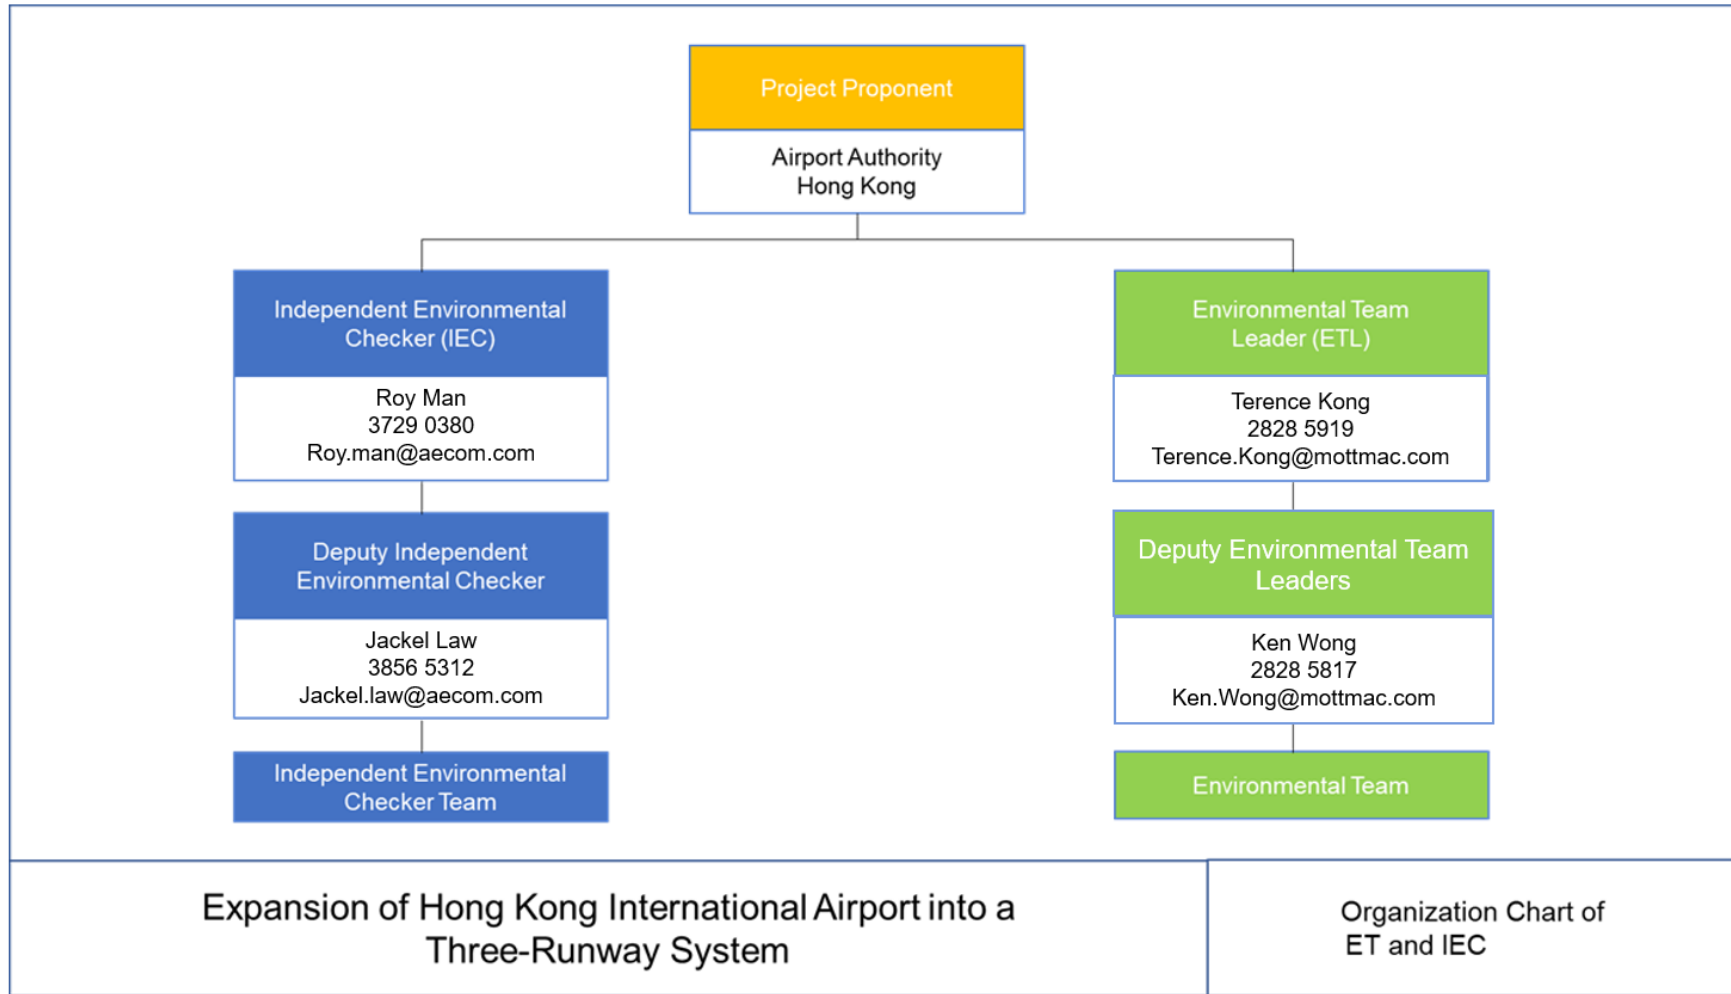 Project Proponent
Airport Authority
Hong Kong
Independent Environmental
Checker (IEC)
Roy Man
3729 0380
Roy.man@aecom.com
Environmental Team
Leader (ETL)
Terence Kong
2828 5919
Terence.Kong@mottmac.com
Deputy Independent
Environmental Checker
Jackel Law
3856 5312
Jackel.law@aecom.com
Deputy Environmental Team
Leaders
Ken Wong
2828 5817
Ken.Wong@mottmac.com
Independent Environmental
Checker Team
Environmental Team
Expansion of Hong Kong International Airport into a
Three-Runway System
Organization Chart of
ET and IEC